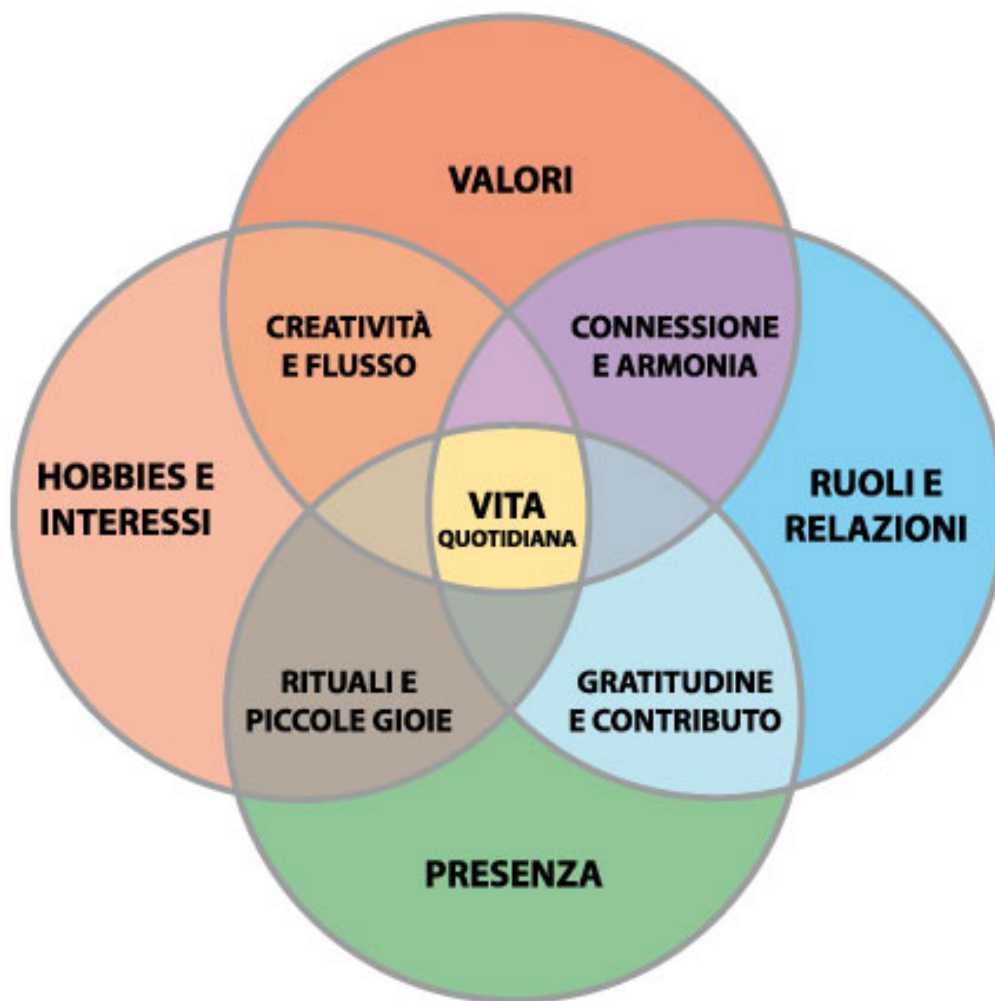 VALORI
CREATIVITÀ
E FLUSSO
CONNESSIONE
E ARMONIA
HOBBIES E
INTERESSI
VITA
QUOTIDIANA
RUOLI E
RELAZIONI
RITUALI E
PICCOLE GIOIE
GRATITUDINE
E CONTRIBUTO
PRESENZA